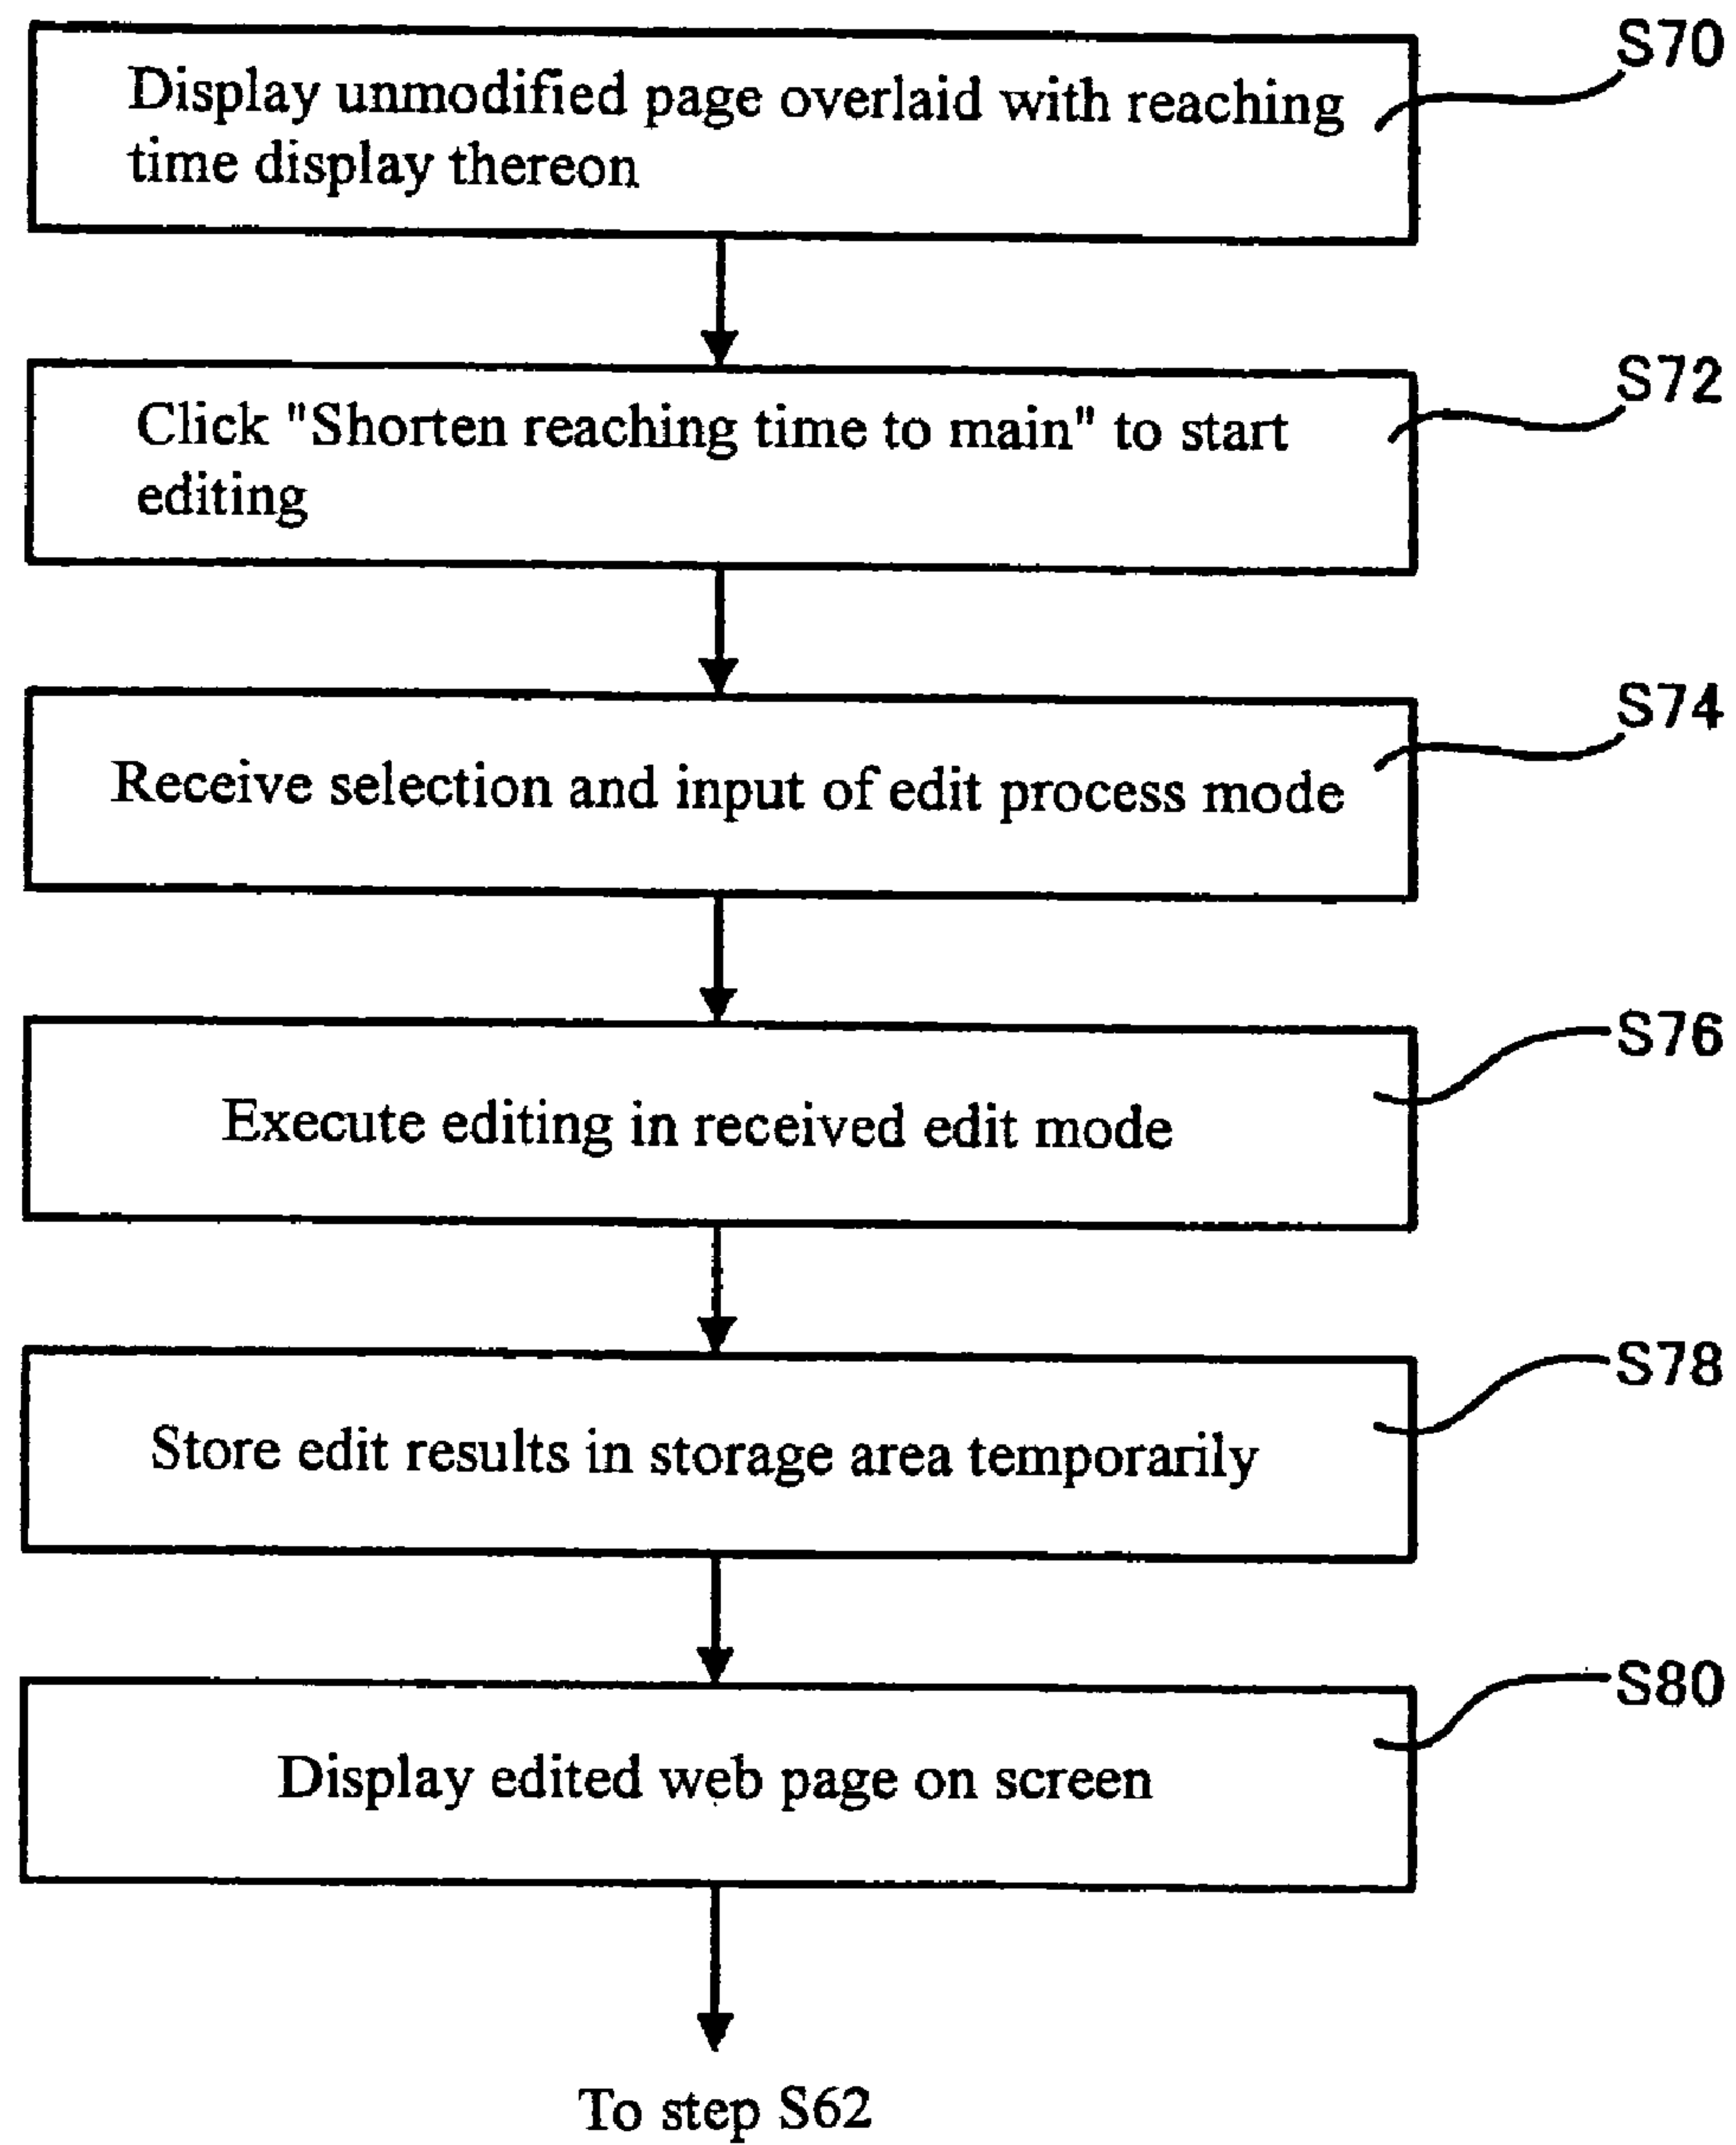 S70
Display unmodified page overlaid with reaching
time display thereon
S72
Click "Shorten reaching time to main" to start
editing
S74
Receive selection and input of edit process mode
S76
Execute editing in received edit mode
S78
Store edit results in storage area temporarily
S80
Display edited web page on screen
To step S62